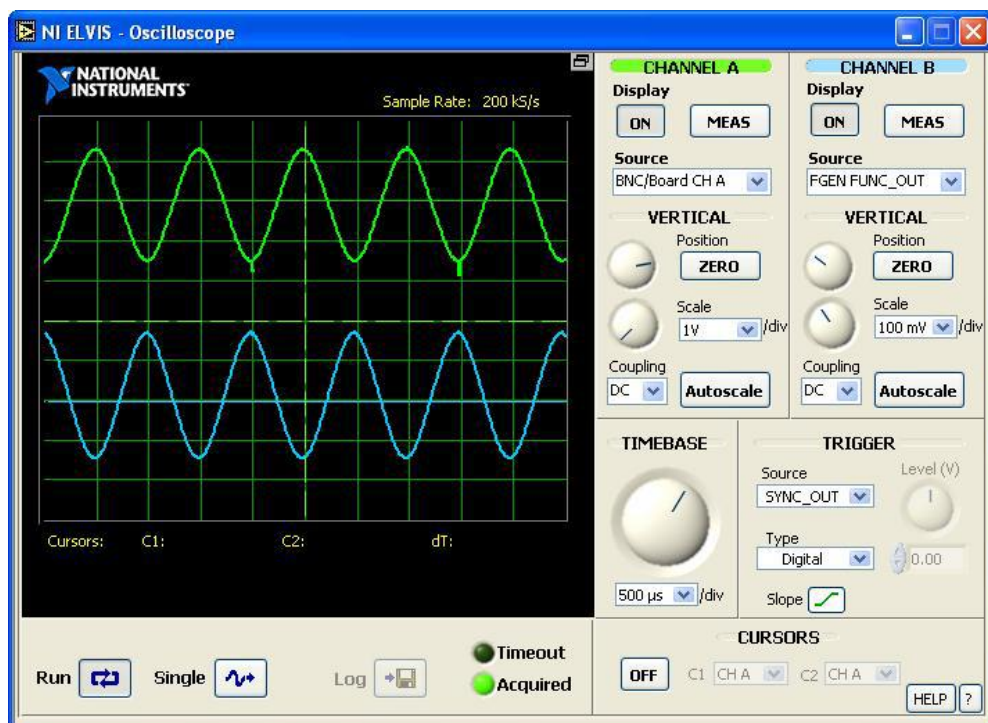 NI ELVIS - Oscilloscope
NATIONAL
INSTRUMENTS
Sample Rate: 200 kS/s
Cursors: C1: C2: dT:
CHANNEL A
Display
ON MEAS
Source
BNC/Board CH A
VERTICAL
Position
ZERO
Scale
1V /div
Coupling
DC Autoscale
CHANNEL B
Display
ON MEAS
Source
FGEN FUNC_OUT
VERTICAL
Position
ZERO
Scale
100 mV /div
Coupling
DC Autoscale
TIMEBASE
500 µs /div
TRIGGER
Source
SYNC_OUT
Level (V)
Type
Digital
0.00
Slope
Run Single Log
Timeout
Acquired
CURSORS
OFF C1 CH A C2 CH A
HELP ?